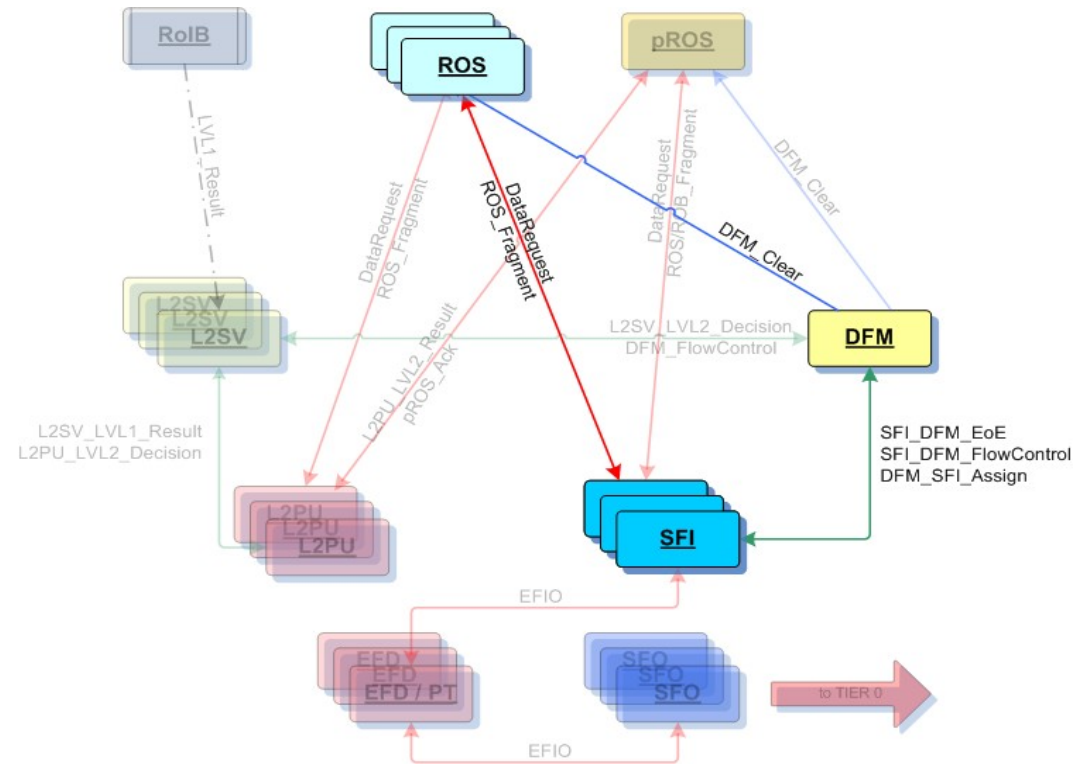 RoIB
ROS
pROS
LVL1_Result
DataRequest
ROS_Fragment
DataRequest
ROS_Fragment
DataRequest
ROS/ROB_Fragment
DFM_Clear
DFM_Clear
L2SV
L2SV
L2SV
L2SV_LVL2_Decision
DFM_FlowControl
DFM
L2PU_LVL2_Result
pROS_Ack
L2SV_LVL1_Result
L2PU_LVL2_Decision
SFI_DFM_EoE
SFI_DFM_FlowControl
DFM_SFI_Assign
L2PU
L2PU
L2PU
SFI
EFIO
EFD
EFD
EFD / PT
SFO
SFO
SFO
to TIER 0
EFIO